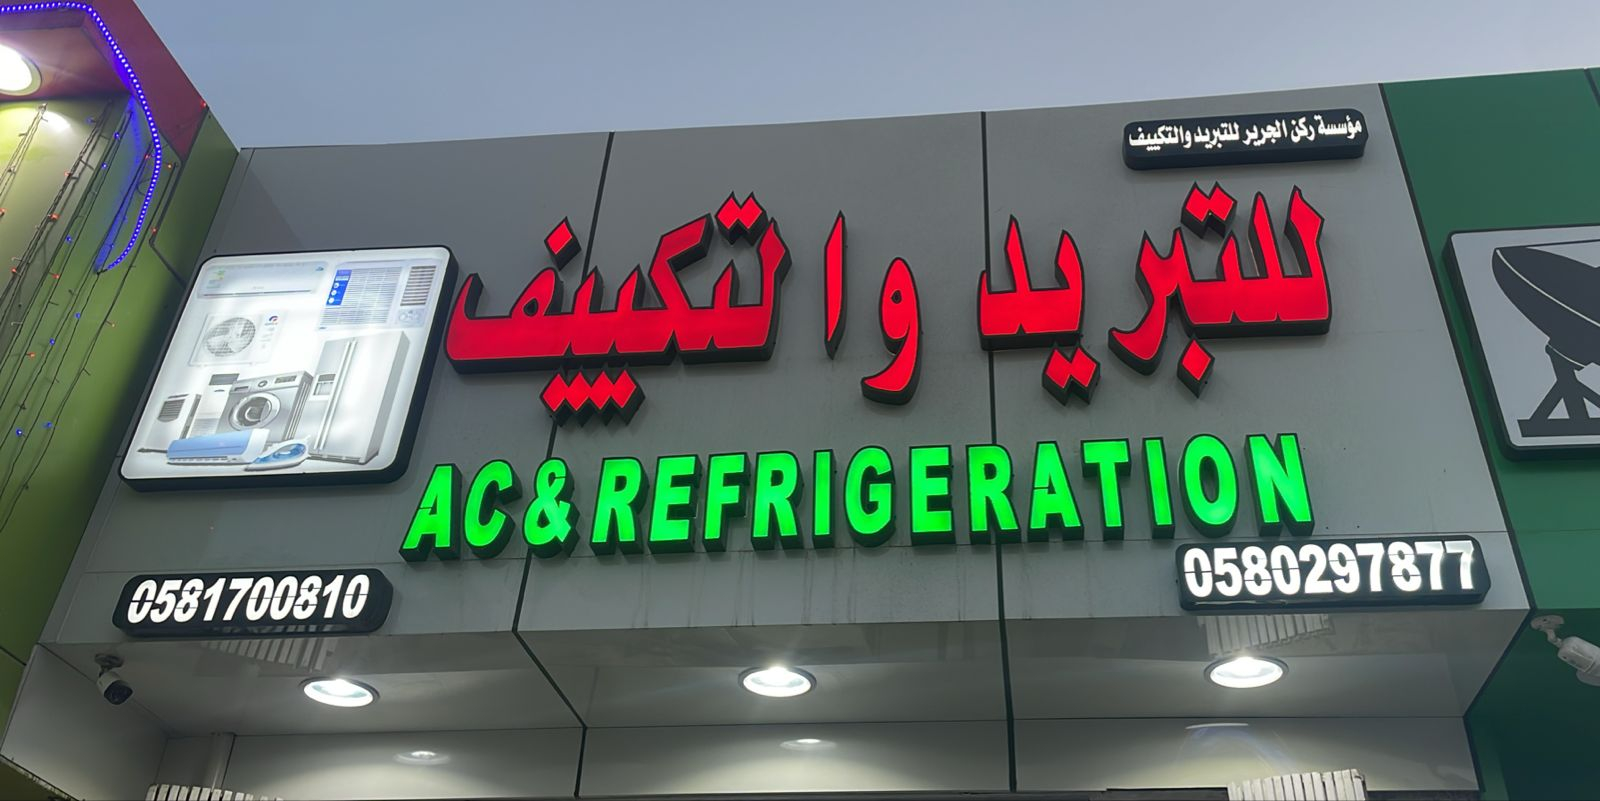 مؤسسة ركن الجرير للتبريد والتكييف
للتبريد والتكييف
AC & REFRIGERATION
0581700810
0580297877